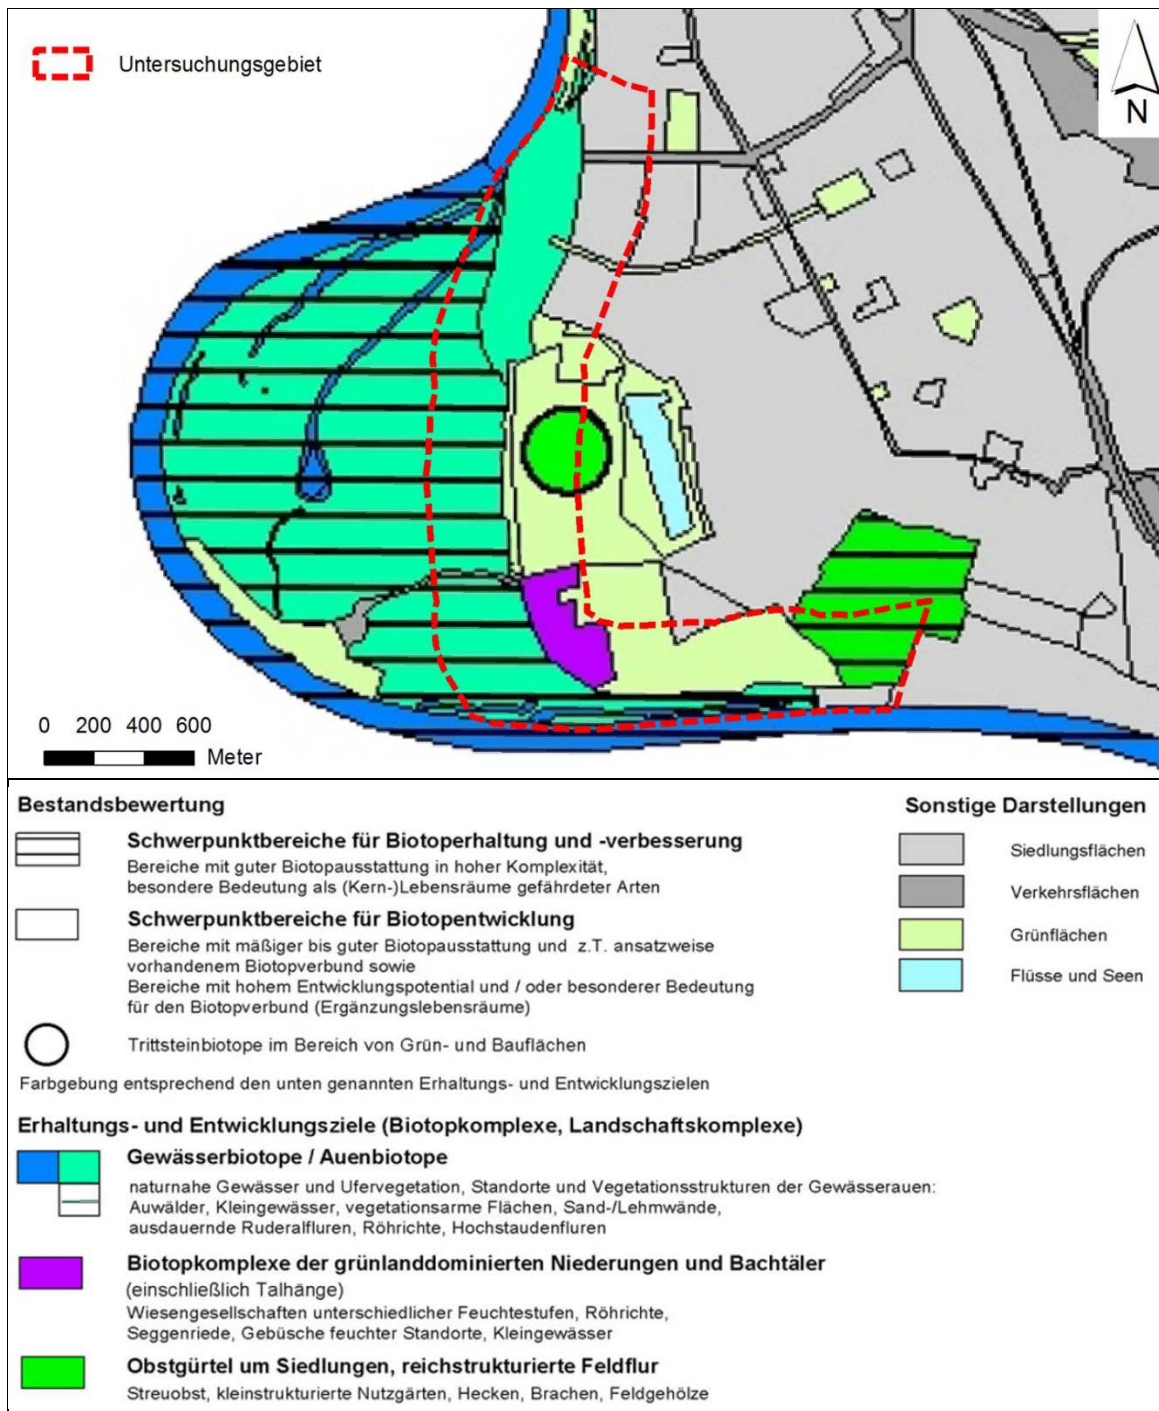 Untersuchungsgebiet
N
0 200 400 600
Meter
Bestandsbewertung
Schwerpunktbereiche für Biotoperhaltung und -verbesserung
Bereiche mit guter Biotopausstattung in hoher Komplexität,
besondere Bedeutung als (Kern-)Lebensräume gefährdeter Arten
Schwerpunktbereiche für Biotopentwicklung
Bereiche mit mäßiger bis guter Biotopausstattung und z.T. ansatzweise
vorhandenem Biotopverbund sowie
Bereiche mit hohem Entwicklungspotential und / oder besonderer Bedeutung
für den Biotopverbund (Ergänzungslebensräume)
Trittsteinbiotope im Bereich von Grün- und Bauflächen
Farbgebung entsprechend den unten genannten Erhaltungs- und Entwicklungszielen
Erhaltungs- und Entwicklungsziele (Biotopkomplexe, Landschaftskomplexe)
Gewässerbiotope / Auenbiotope
naturnahe Gewässer und Ufervegetation, Standorte und Vegetationsstrukturen der Gewässerauen:
Auwälder, Kleingewässer, vegetationsarme Flächen, Sand-/Lehmwände,
ausdauernde Ruderalfluren, Röhrichte, Hochstaudenfluren
Biotopkomplexe der grünlanddominierten Niederungen und Bachtäler
(einschließlich Talhänge)
Wiesengesellschaften unterschiedlicher Feuchtestufen, Röhrichte,
Seggenriede, Gebüsche feuchter Standorte, Kleingewässer
Obstgürtel um Siedlungen, reichstrukturierte Feldflur
Streuobst, kleinstrukturierte Nutzgärten, Hecken, Brachen, Feldgehölze
Sonstige Darstellungen
Siedlungsflächen
Verkehrsflächen
Grünflächen
Flüsse und Seen